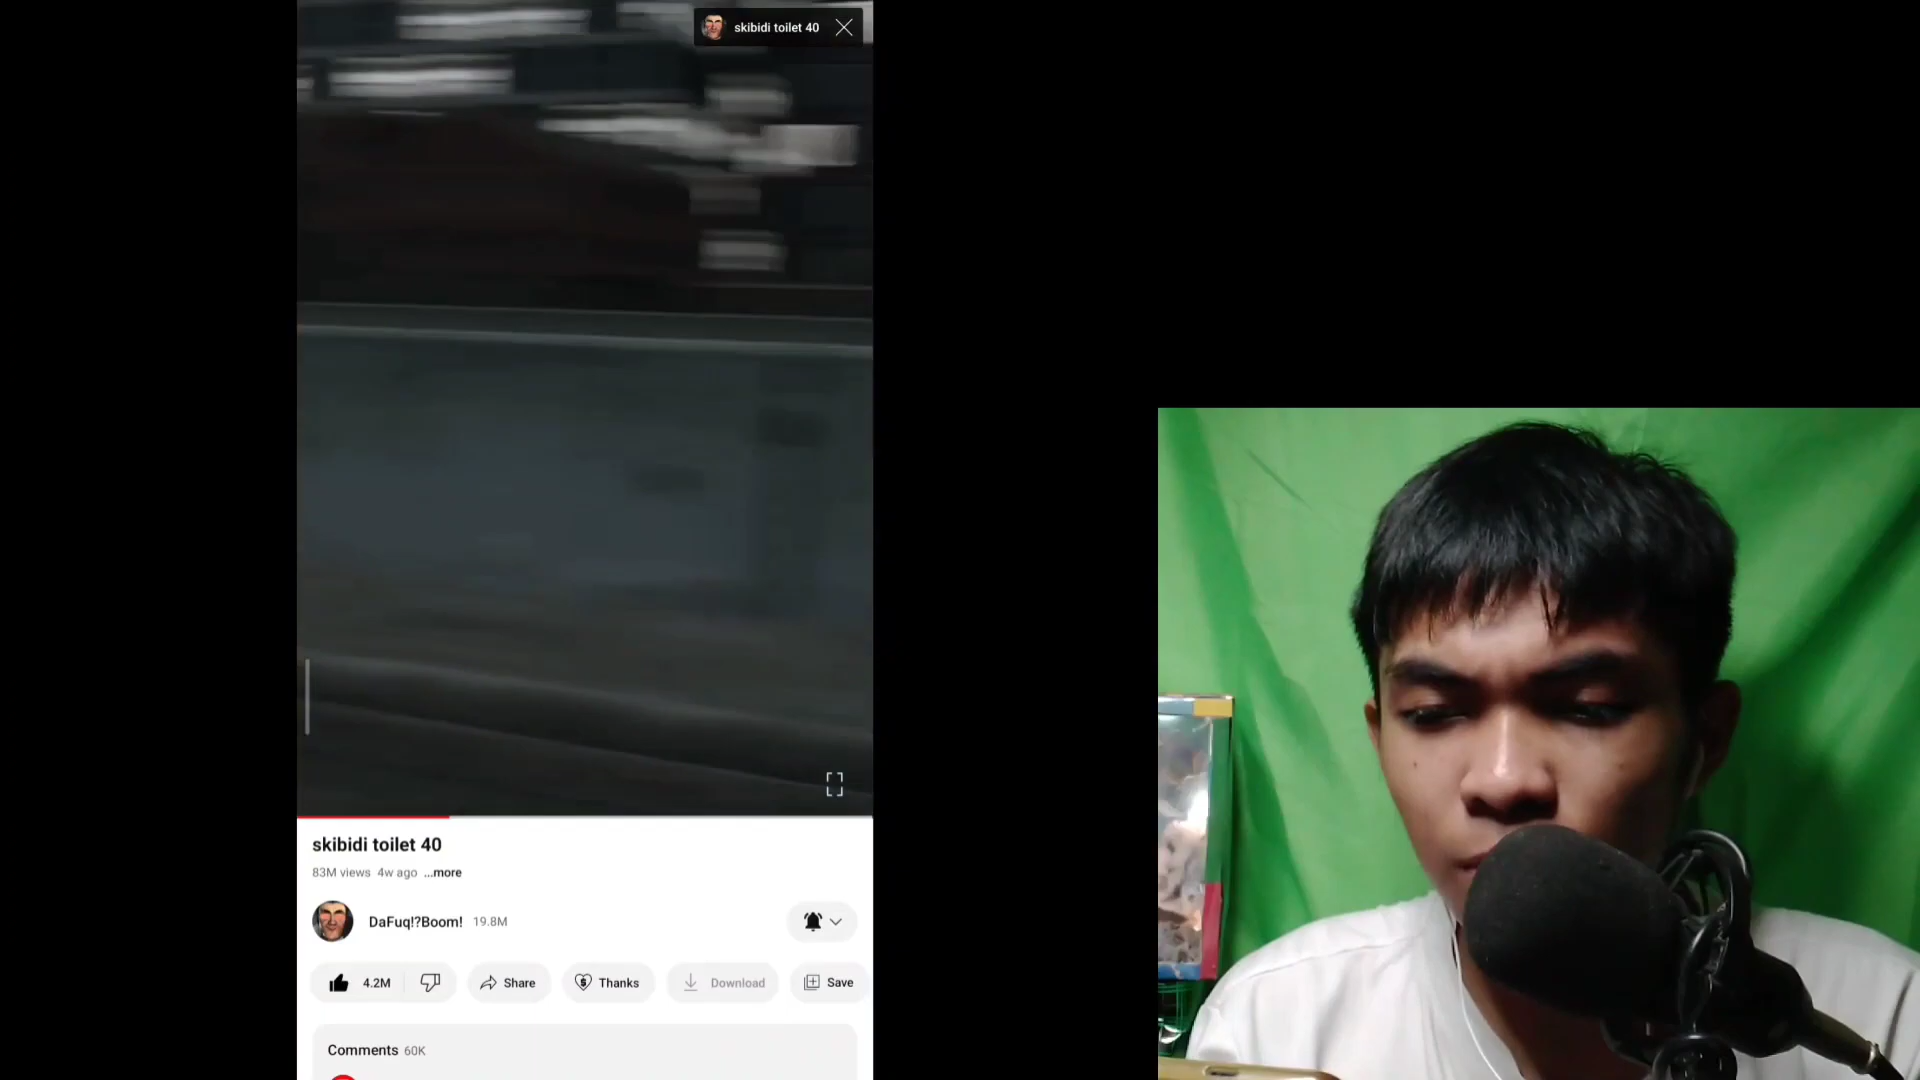 skibidi toilet 40
skibidi toilet 40
83M views 4w ago ...more
DaFuq!?Boom! 19.8M
4.2M Share Thanks Download Save
Comments 60K